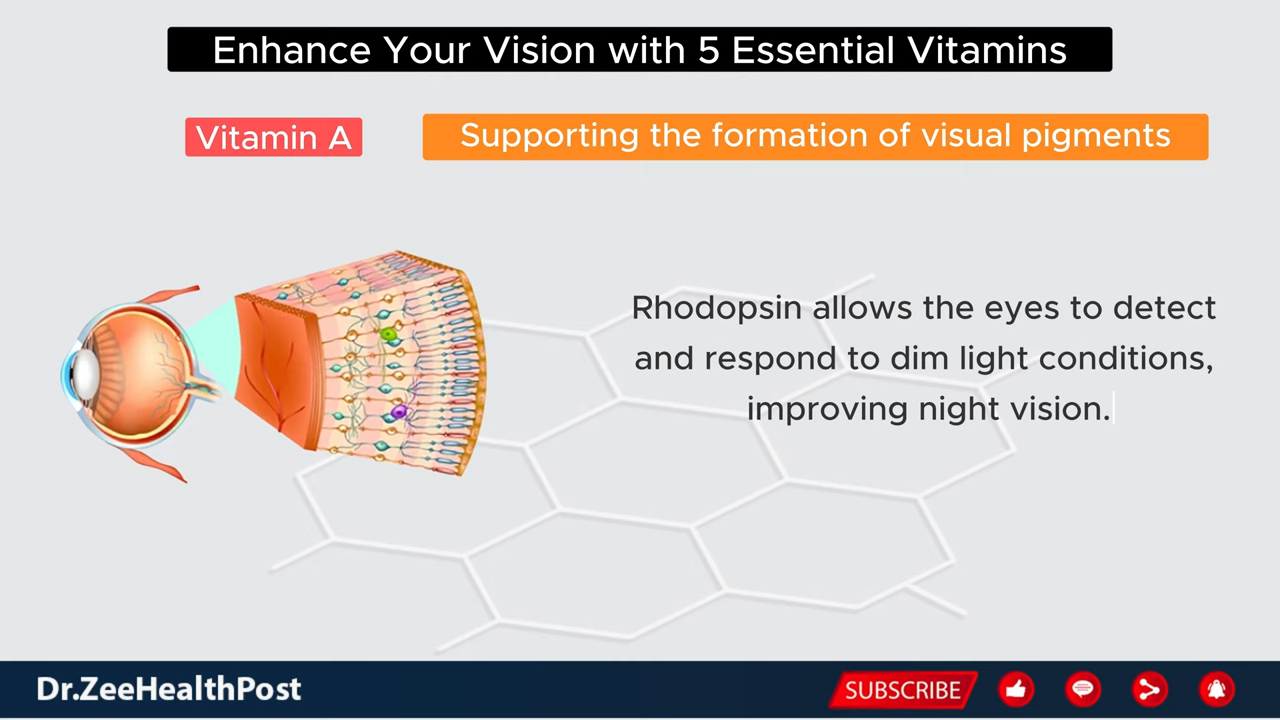 Enhance Your Vision with 5 Essential Vitamins
Vitamin A
Supporting the formation of visual pigments
Rhodopsin allows the eyes to detect
and respond to dim light conditions,
improving night vision.
Dr.ZeeHealthPost
SUBSCRIBE